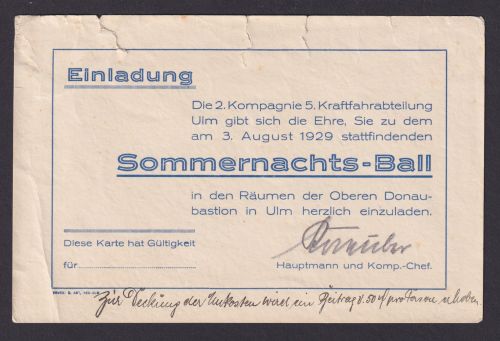 Einladung
Die 2. Kompagnie 5. Kraftfahrabteilung
Ulm gibt sich die Ehre, Sie zu dem
am 3. August 1929 stattfindenden
Sommernachts-Ball
in den Räumen der Oberen Donau-
bastion in Ulm herzlich einzuladen.
Diese Karte hat Gültigkeit
für
Hauptmann und Komp.-Chef.
Zur Deckung der Unkosten wird ein Beitrag v. 50 pro Person erhoben.